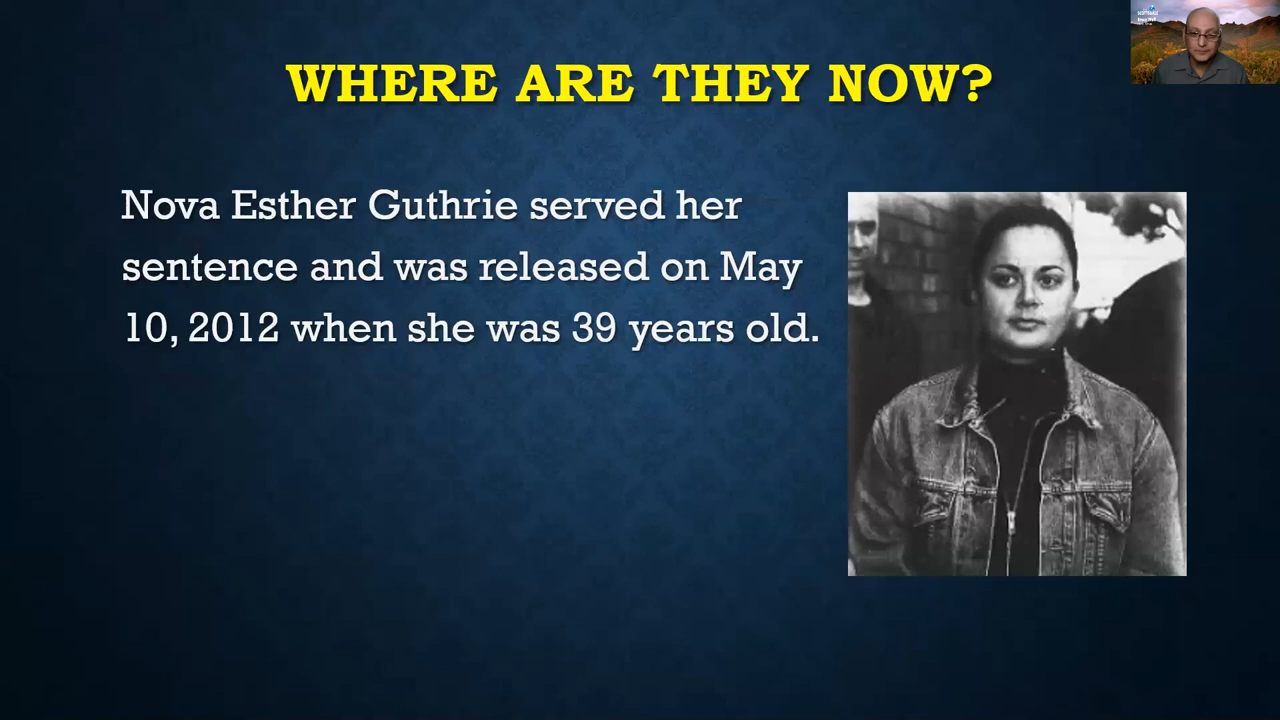 WHERE ARE THEY NOW?
Nova Esther Guthrie served her
sentence and was released on May
10, 2012 when she was 39 years old.